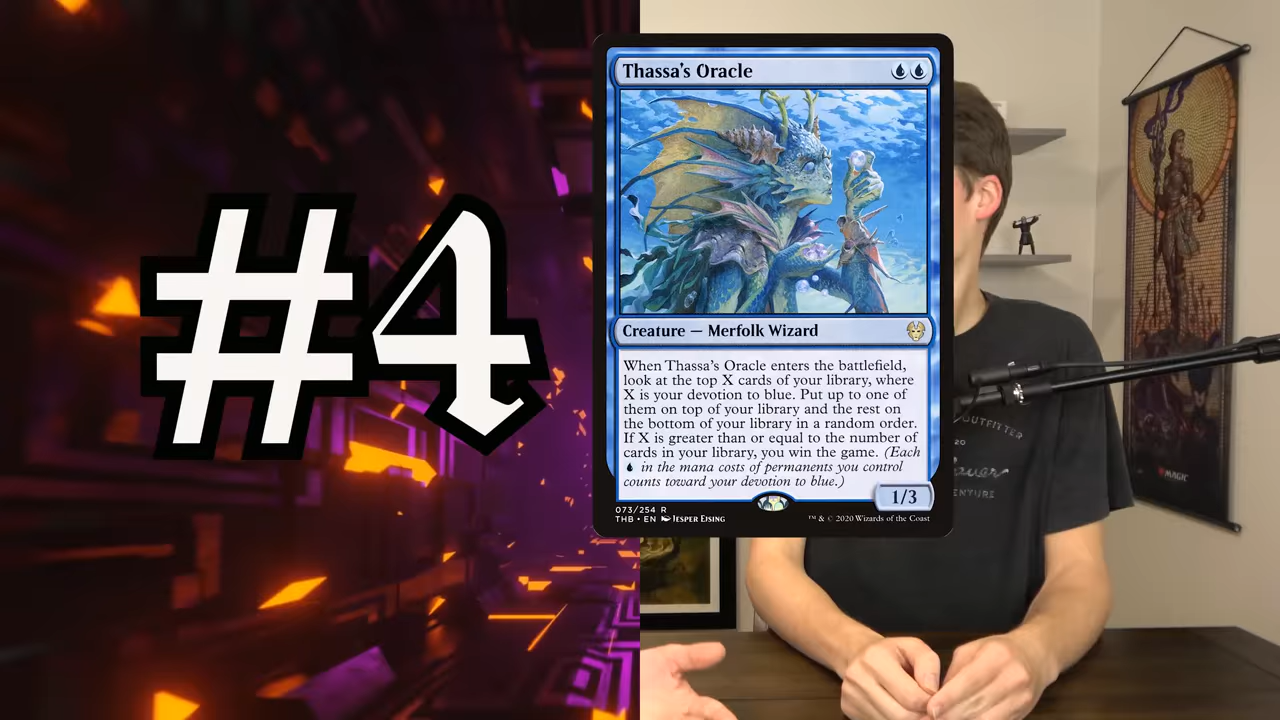 #4
Thassa's Oracle
Creature — Merfolk Wizard
When Thassa's Oracle enters the battlefield,
look at the top X cards of your library, where
X is your devotion to blue. Put up to one of
them on top of your library and the rest on
the bottom of your library in a random order.
If X is greater than or equal to the number of
cards in your library, you win the game. (Each
in the mana costs of permanents you control
counts toward your devotion to blue.)
1/3
073/254 R
THB • EN JESPER EISING
™ & © 2020 Wizards of the Coast
OUTFITTER
20
MAGIC